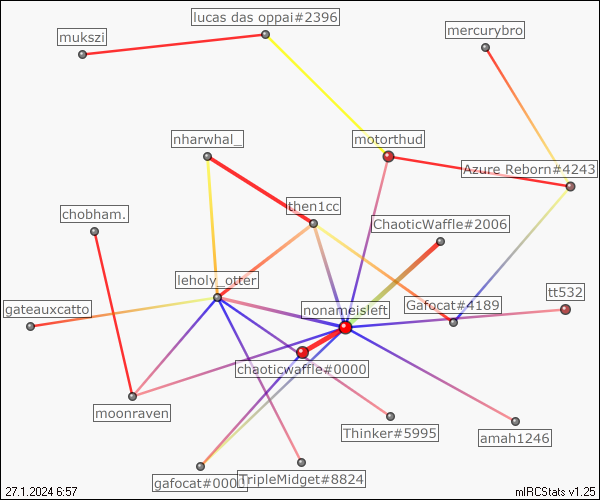 lucas das oppai#2396
mukszi
mercurybro
nharwhal_
motorthud
Azure Reborn#4243
chobham.
then1cc
ChaoticWaffle#2006
leholy_otter
gateauxcatto
nonameisleft
Gafocat#4189
tt532
chaoticwaffle#0000
moonraven
Thinker#5995
amah1246
gafocat#0000
TripleMidget#8824
27.1.2024 6:57
mIRCStats v1.25